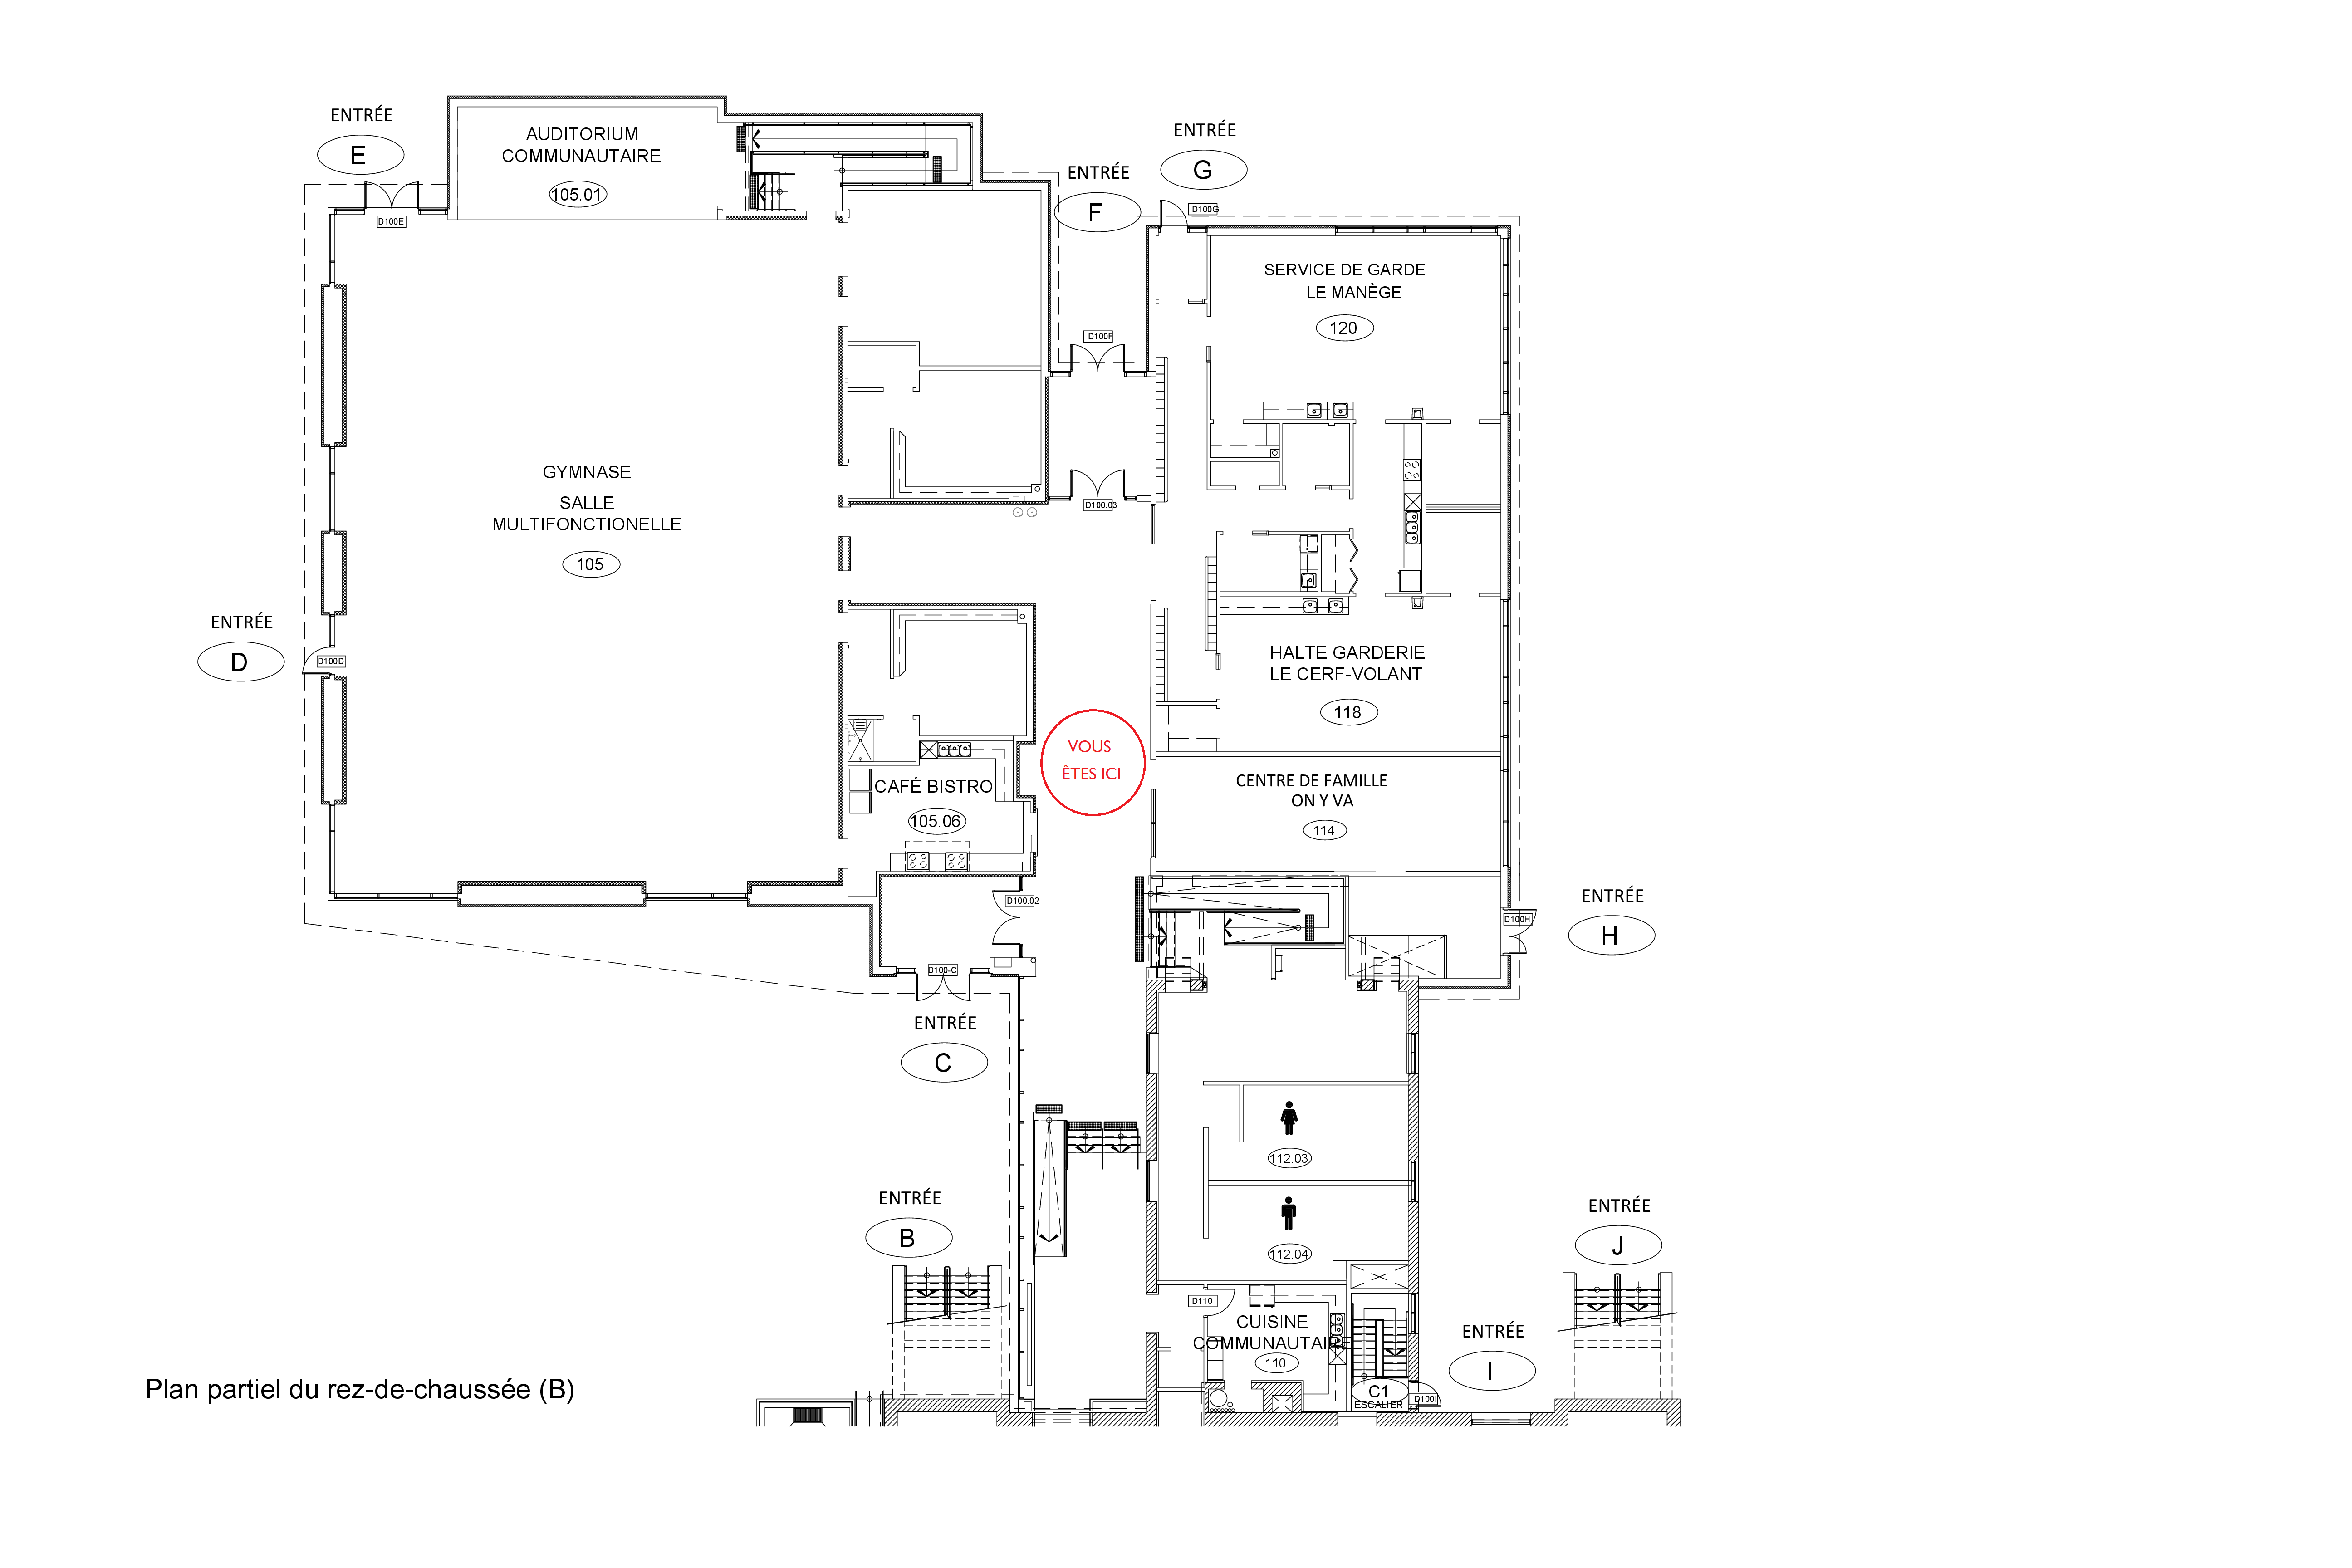 ENTRÉE
E
D100E
AUDITORIUM
COMMUNAUTAIRE
105.01
ENTRÉE
F
D100F
D100.03
ENTRÉE
G
D100G
SERVICE DE GARDE
LE MANÈGE
120
GYMNASE
SALLE
MULTIFONCTIONELLE
105
ENTRÉE
D
D100D
HALTE GARDERIE
LE CERF-VOLANT
118
VOUS
ÊTES ICI
CAFÉ BISTRO
105.06
CENTRE DE FAMILLE
ON Y VA
114
D100.02
D100-C
ENTRÉE
C
D100H
ENTRÉE
H
112.03
112.04
ENTRÉE
B
ENTRÉE
J
D110
CUISINE
COMMUNAUTAIRE
110
C1
ESCALIER
D100I
ENTRÉE
I
Plan partiel du rez-de-chaussée (B)